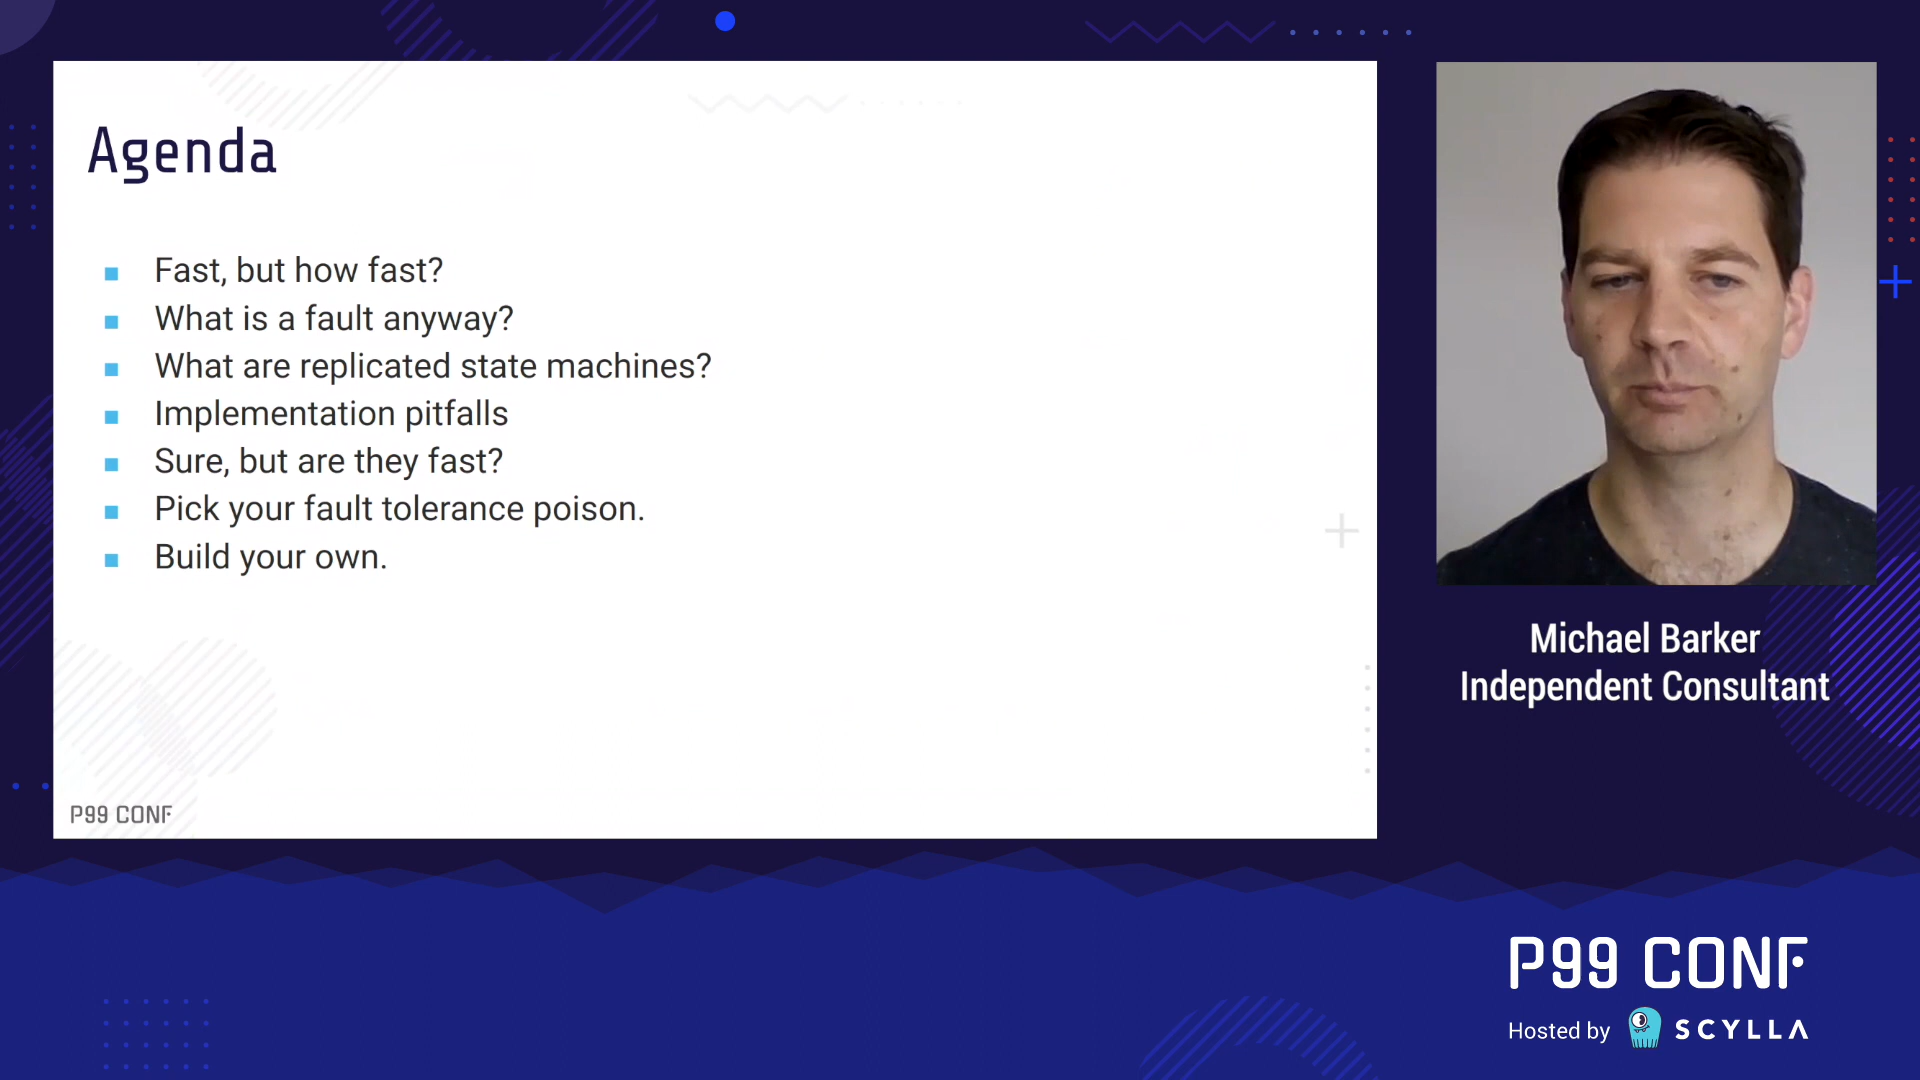 Agenda
Fast, but how fast?
What is a fault anyway?
What are replicated state machines?
Implementation pitfalls
Sure, but are they fast?
Pick your fault tolerance poison.
Build your own.
P99 CONF
Michael Barker
Independent Consultant
P99 CONF
Hosted by SCYLLA